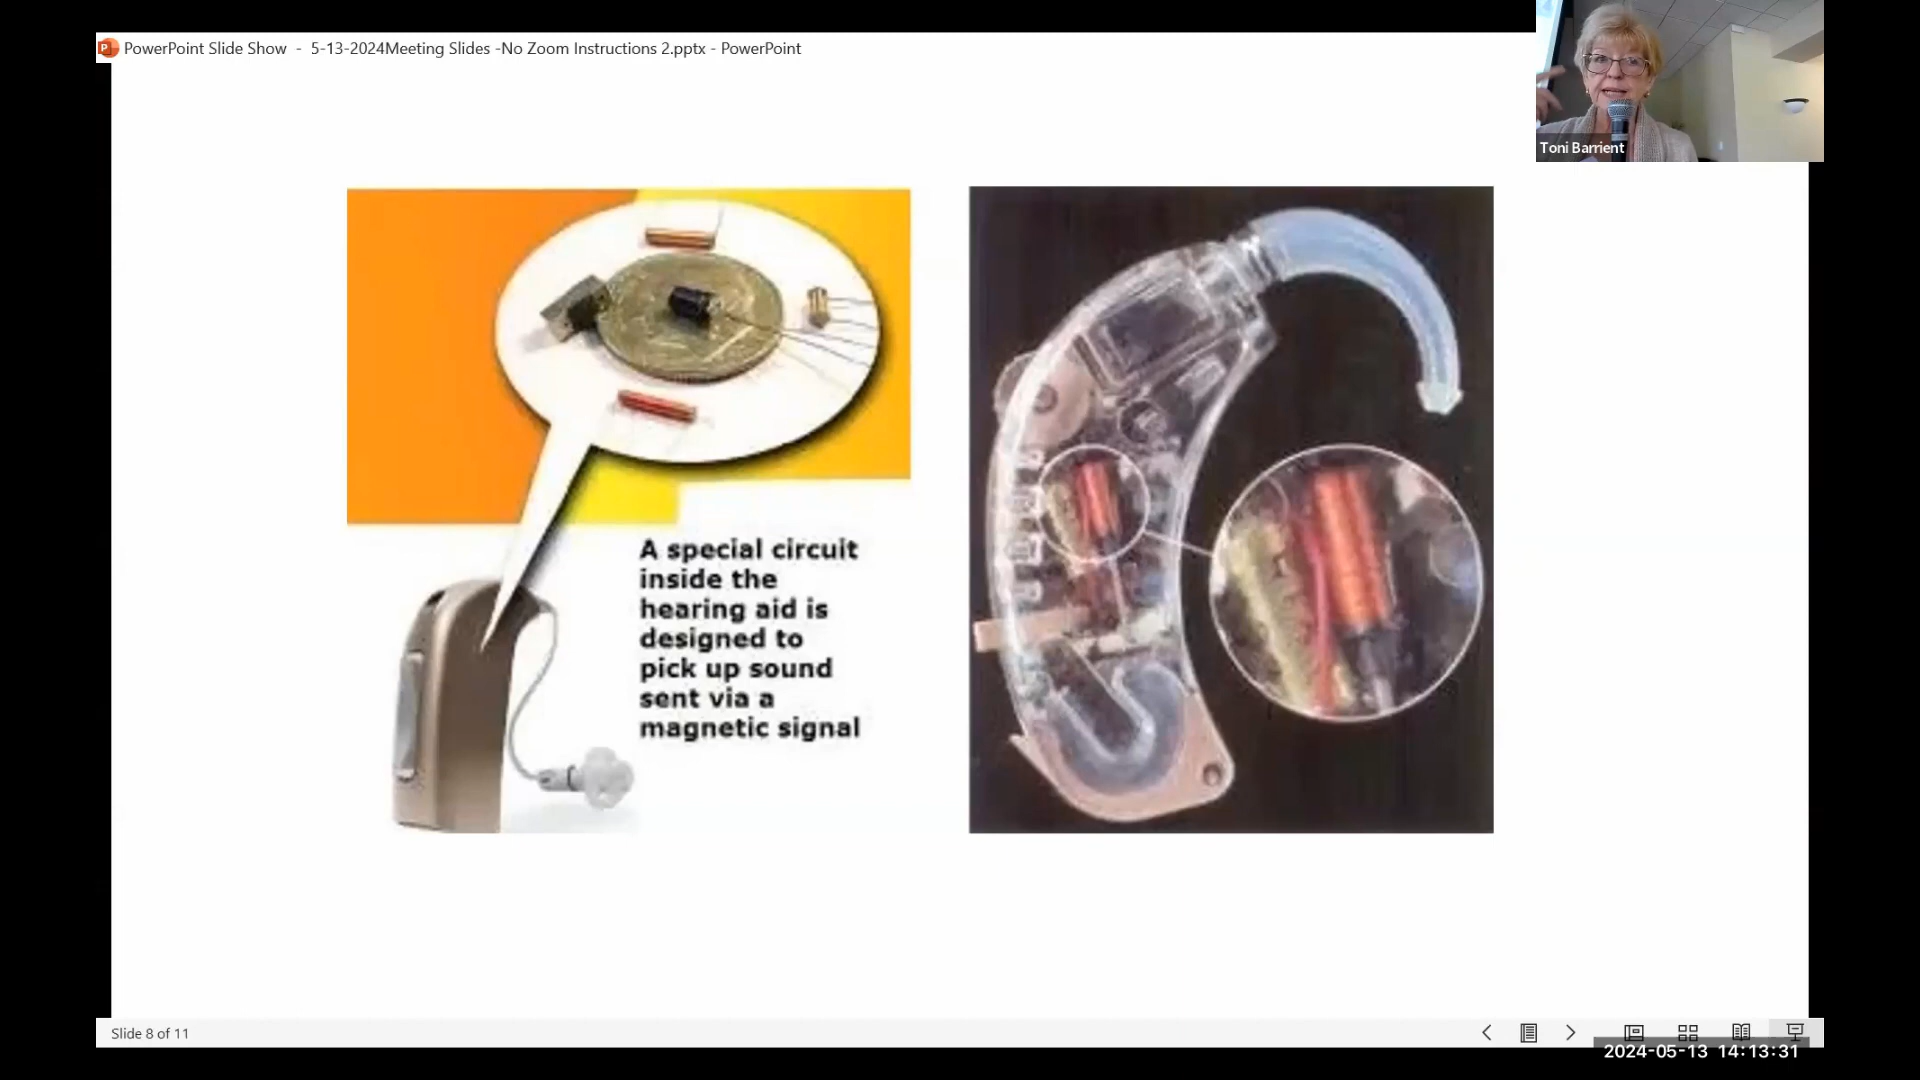 PowerPoint Slide Show - 5-13-2024Meeting Slides -No Zoom Instructions 2.pptx - PowerPoint
Toni Barrient
A special circuit
inside the
hearing aid is
designed to
pick up sound
sent via a
magnetic signal
Slide 8 of 11
2024-05-13 14:13:31